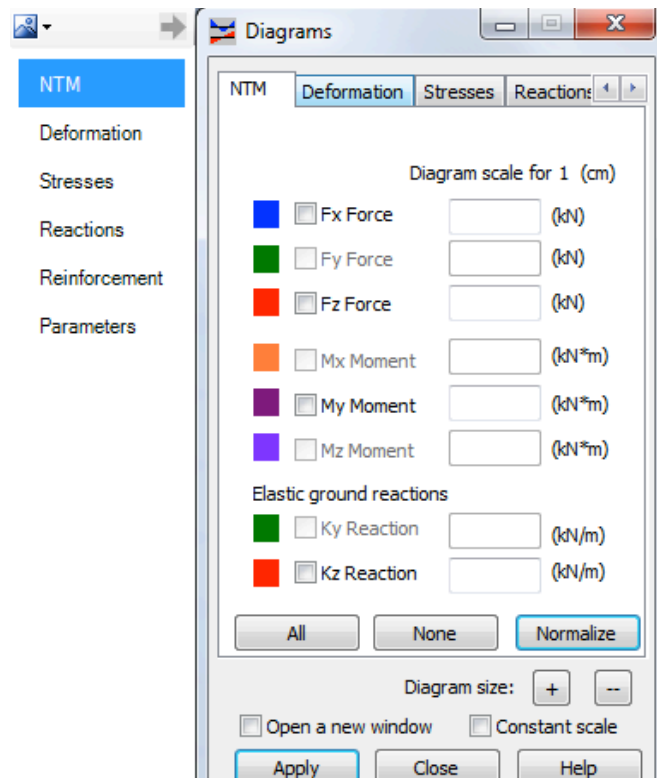 Diagrams
NTM
Deformation
Stresses
Reactions
Reinforcement
Parameters
NTM Deformation Stresses Reactions
Diagram scale for 1 (cm)
Fx Force (kN)
Fy Force (kN)
Fz Force (kN)
Mx Moment (kN*m)
My Moment (kN*m)
Mz Moment (kN*m)
Elastic ground reactions
Ky Reaction (kN/m)
Kz Reaction (kN/m)
All None Normalize
Diagram size: + --
Open a new window Constant scale
Apply Close Help